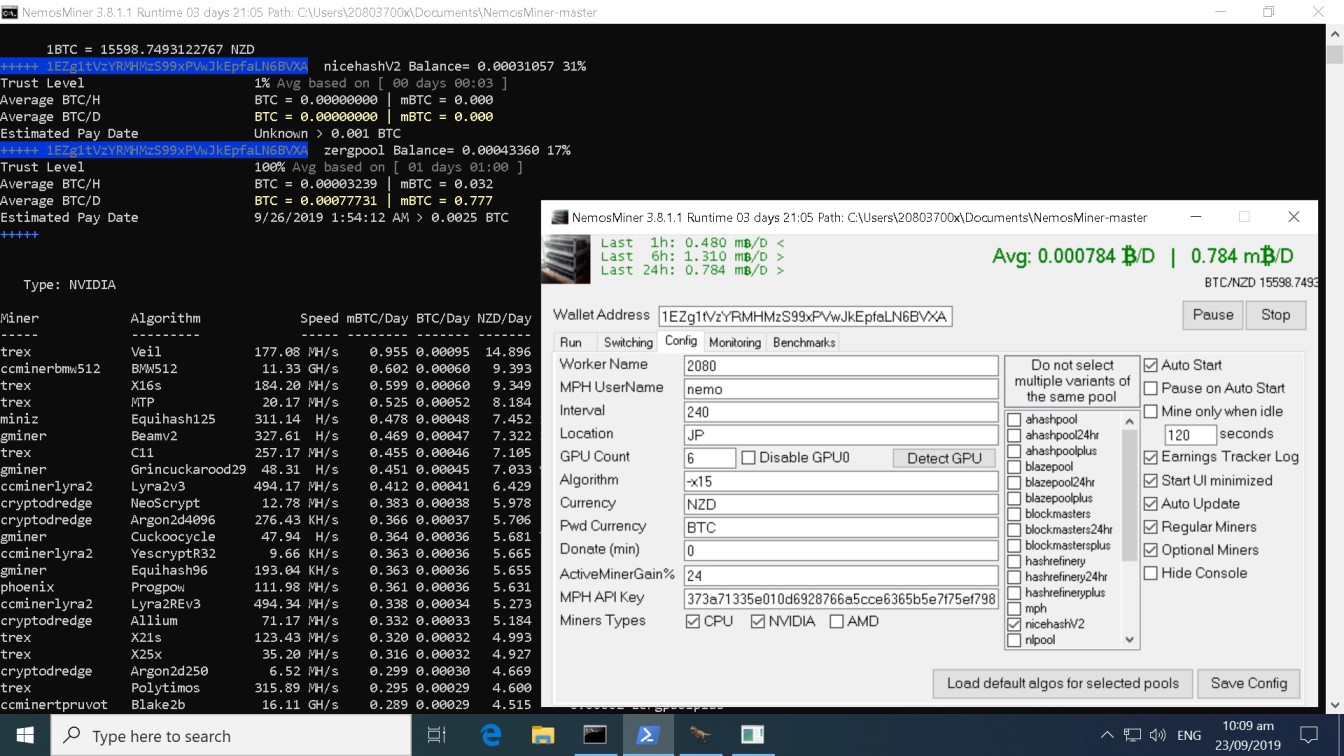 NemosMiner 3.8.1.1 Runtime 03 days 21:05 Path: C:\Users\20803700x\Documents\NemosMiner-master
1BTC = 15598.7493122767 NZD
+++++ 1EZg1tVzYRMHMzS99xPVwJkEpfaLN6BVXA nicehashV2 Balance= 0.00031057 31%
Trust Level 1% Avg based on [ 00 days 00:03 ]
Average BTC/H BTC = 0.00000000 | mBTC = 0.000
Average BTC/D BTC = 0.00000000 | mBTC = 0.000
Estimated Pay Date Unknown > 0.001 BTC
+++++ 1EZg1tVzYRMHMzS99xPVwJkEpfaLN6BVXA zergpool Balance= 0.00043360 17%
Trust Level 100% Avg based on [ 01 days 01:00 ]
Average BTC/H BTC = 0.00003239 | mBTC = 0.032
Average BTC/D BTC = 0.00077731 | mBTC = 0.777
Estimated Pay Date 9/26/2019 1:54:12 AM > 0.0025 BTC
+++++
Type: NVIDIA
Miner Algorithm Speed mBTC/Day BTC/Day NZD/Day
----- --------- ----- -------- ------- -------
trex Veil 177.08 MH/s 0.955 0.00095 14.896
ccminerbmw512 BMW512 11.33 GH/s 0.602 0.00060 9.393
trex X16s 184.20 MH/s 0.599 0.00060 9.349
trex MTP 20.17 MH/s 0.525 0.00052 8.184
miniz Equihash125 311.14 H/s 0.478 0.00048 7.452
gminer Beamv2 327.61 H/s 0.469 0.00047 7.322
trex C11 257.17 MH/s 0.455 0.00046 7.105
gminer Grincuckarood29 48.31 H/s 0.451 0.00045 7.033
ccminerlyra2 Lyra2v3 494.17 MH/s 0.412 0.00041 6.429
cryptodredge NeoScrypt 12.78 MH/s 0.383 0.00038 5.978
cryptodredge Argon2d4096 276.43 KH/s 0.366 0.00037 5.706
gminer Cuckoocycle 47.94 H/s 0.364 0.00036 5.681
ccminerlyra2 YescryptR32 9.66 KH/s 0.363 0.00036 5.665
gminer Equihash96 193.04 KH/s 0.363 0.00036 5.655
phoenix Progpow 111.98 MH/s 0.361 0.00036 5.631
ccminerlyra2 Lyra2REv3 494.34 MH/s 0.338 0.00034 5.273
cryptodredge Allium 71.17 MH/s 0.332 0.00033 5.184
trex X21s 123.43 MH/s 0.320 0.00032 4.993
trex X25x 35.20 MH/s 0.316 0.00032 4.927
cryptodredge Argon2d250 6.52 MH/s 0.299 0.00030 4.669
trex Polytimos 315.89 MH/s 0.295 0.00029 4.600
ccminertpruvot Blake2b 16.11 GH/s 0.289 0.00029 4.515
NemosMiner 3.8.1.1 Runtime 03 days 21:05 Path: C:\Users\20803700x\Documents\NemosMiner-master
Last 1h: 0.480 m₿/D <
Last 6h: 1.310 m₿/D >
Last 24h: 0.784 m₿/D >
Avg: 0.000784 ₿/D | 0.784 m₿/D
BTC/NZD 15598.7493
Wallet Address 1EZg1tVzYRMHMzS99xPVwJkEpfaLN6BVXA Pause Stop
Run Switching Config Monitoring Benchmarks
Worker Name 2080
MPH UserName nemo
Interval 240
Location JP
GPU Count 6 Disable GPU0 Detect GPU
Algorithm -x15
Currency NZD
Pwd Currency BTC
Donate (min) 0
ActiveMinerGain% 24
MPH API Key 373a71335e010d6928766a5cce6365b5e7f75ef798
Miners Types CPU NVIDIA AMD
Do not select
multiple variants of
the same pool
ahashpool
ahashpool24hr
ahashpoolplus
blazepool
blazepool24hr
blazepoolplus
blockmasters
blockmasters24hr
blockmastersplus
hashrefinery
hashrefinery24hr
hashrefineryplus
mph
nicehashV2
nlpool
Auto Start
Pause on Auto Start
Mine only when idle
120 seconds
Earnings Tracker Log
Start UI minimized
Auto Update
Regular Miners
Optional Miners
Hide Console
Load default algos for selected pools Save Config
Type here to search
ENG
10:09 am
23/09/2019